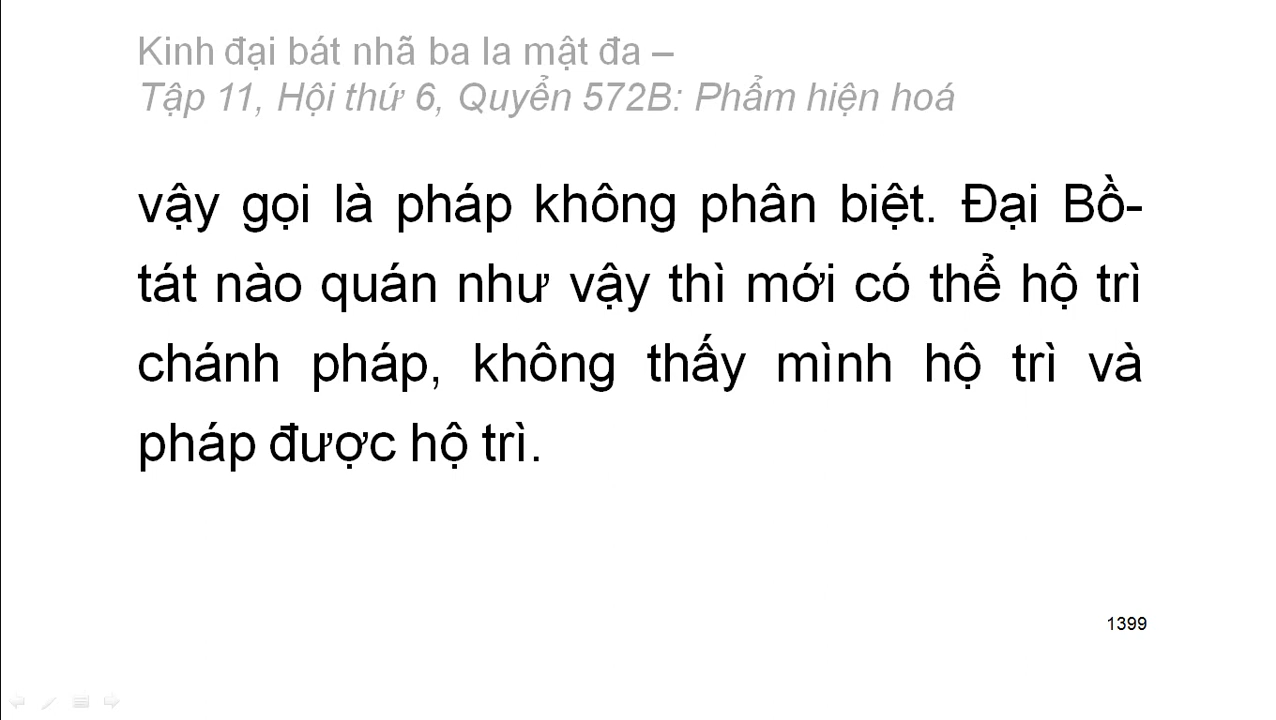 Kinh đại bát nhã ba la mật đa –
Tập 11, Hội thứ 6, Quyển 572B: Phẩm hiện hoá
vậy gọi là pháp không phân biệt. Đại Bồ-
tát nào quán như vậy thì mới có thể hộ trì
chánh pháp, không thấy mình hộ trì và
pháp được hộ trì.
1399